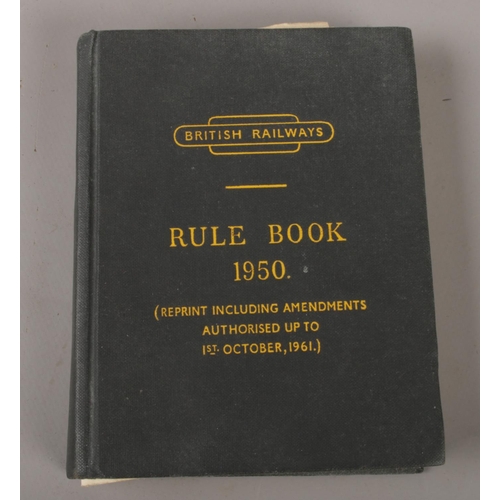 BRITISH RAILWAYS
RULE BOOK
1950.
(REPRINT INCLUDING AMENDMENTS
AUTHORISED UP TO
1ST. OCTOBER, 1961.)